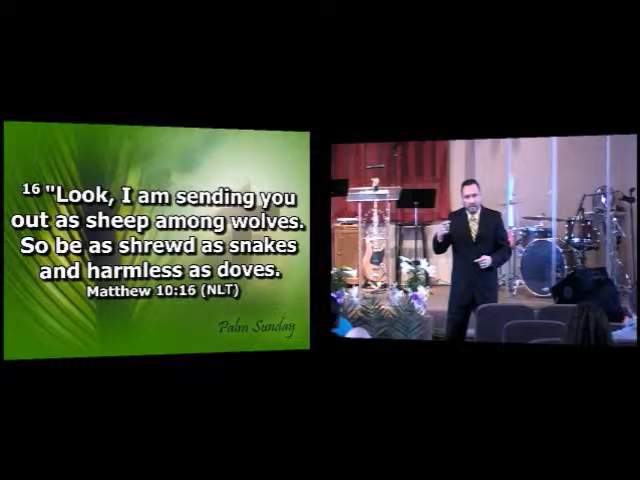 16 "Look, I am sending you
out as sheep among wolves.
So be as shrewd as snakes
and harmless as doves.
Matthew 10:16 (NLT)
Palm Sunday